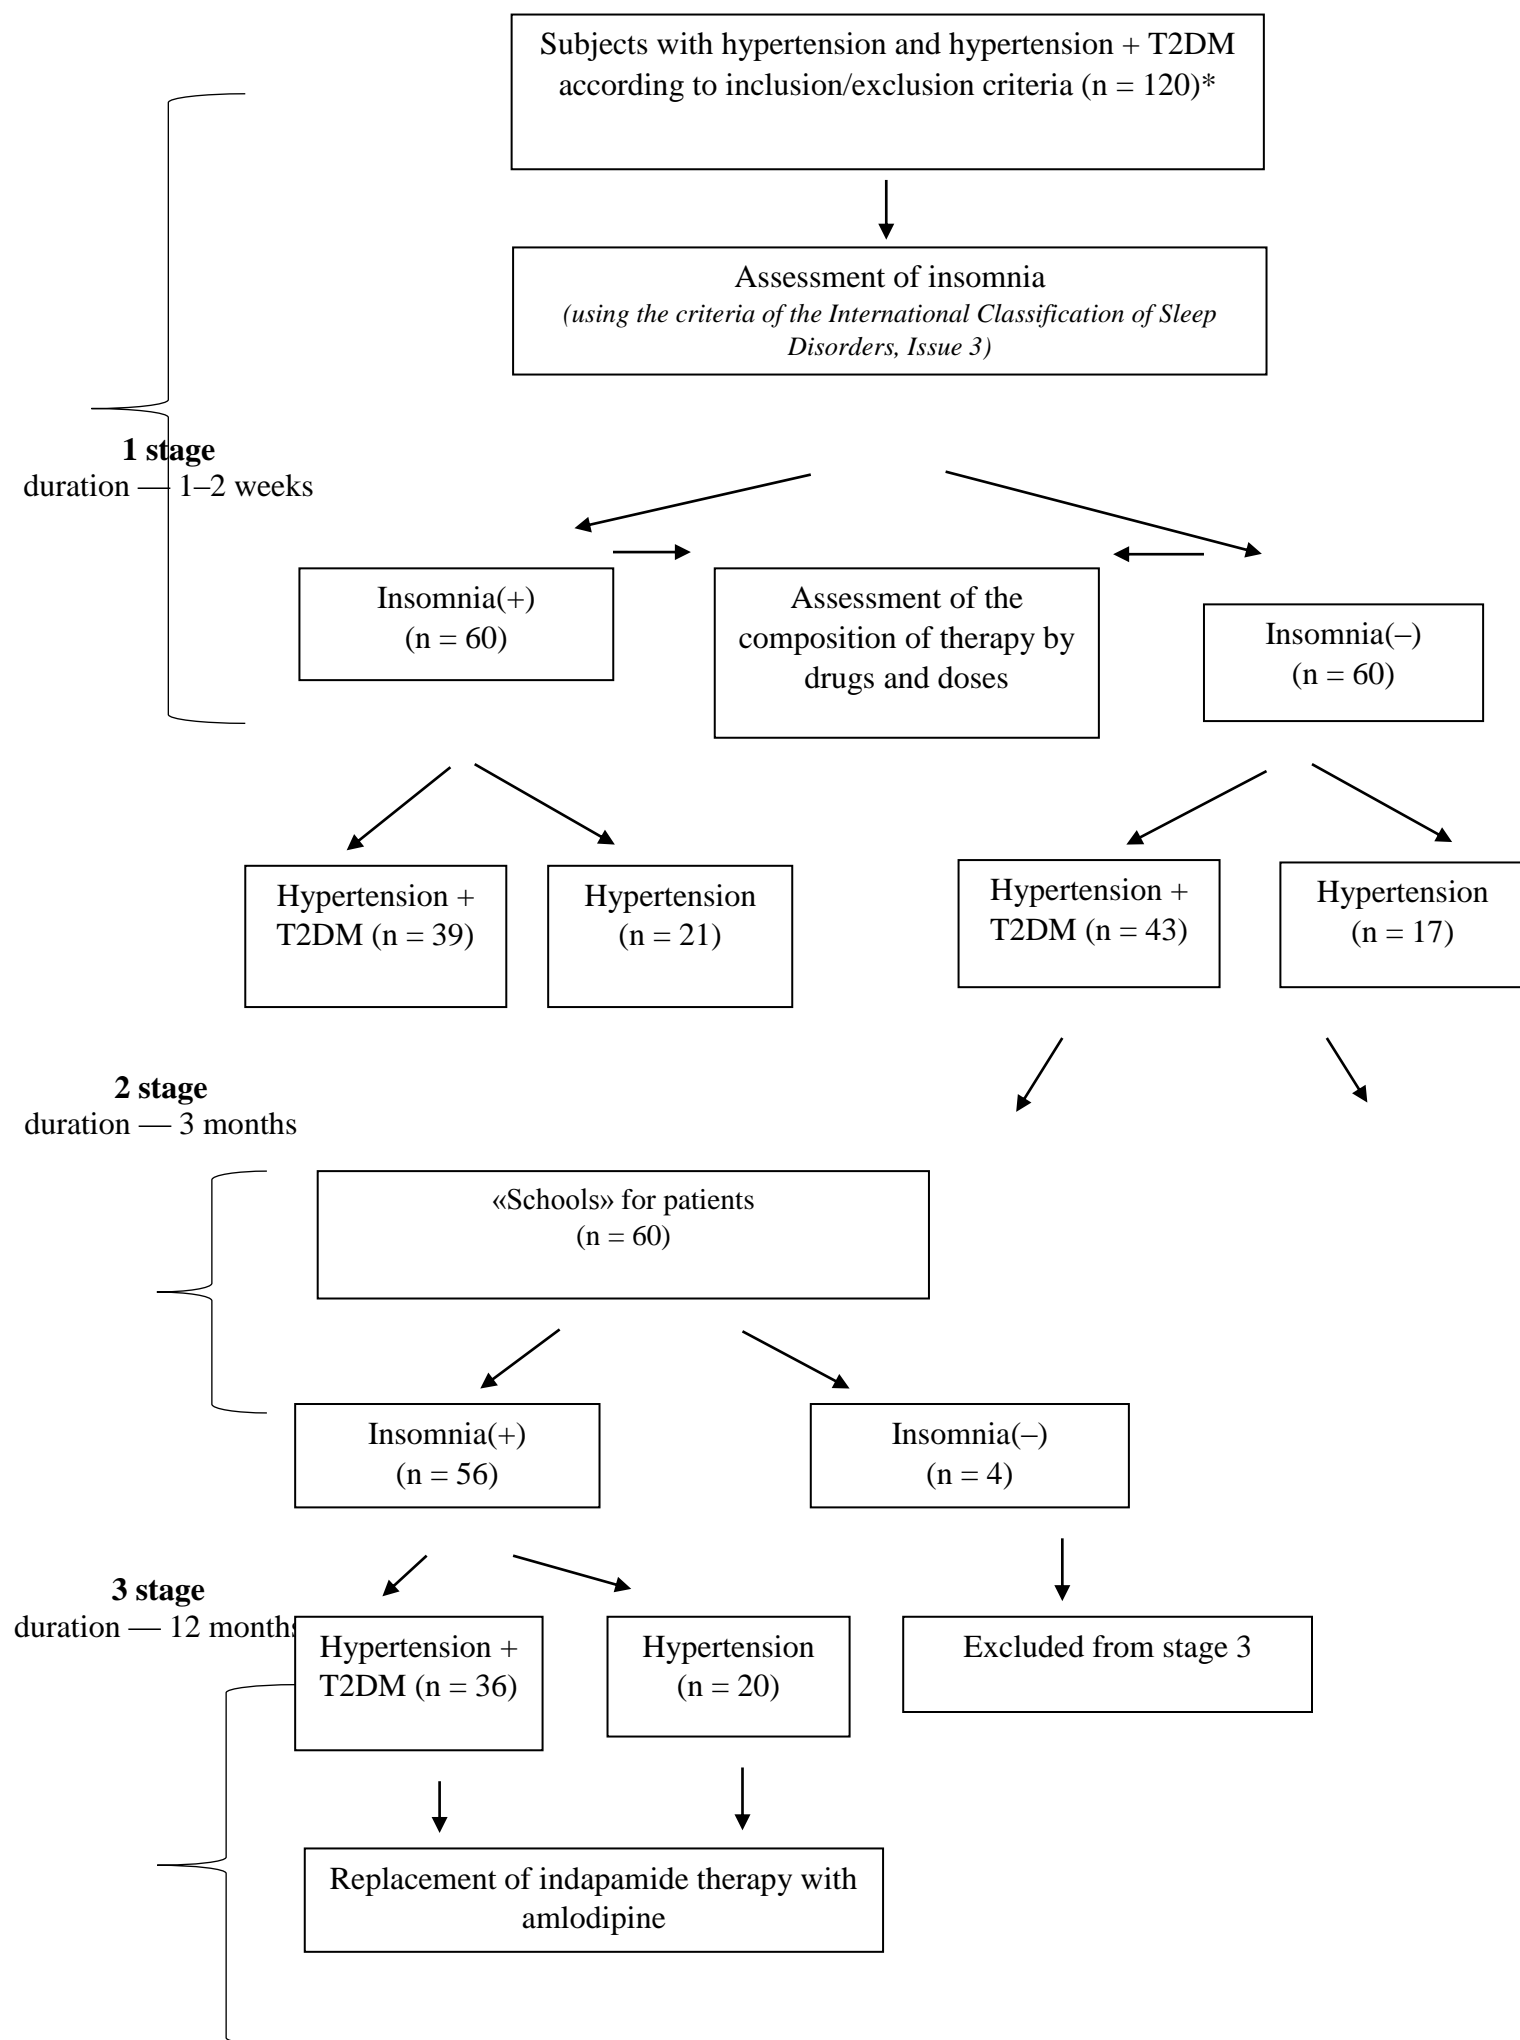 Subjects with hypertension and hypertension + T2DM
according to inclusion/exclusion criteria (n = 120)*
Assessment of insomnia
(using the criteria of the International Classification of Sleep
Disorders, Issue 3)
1 stage
duration — 1–2 weeks
Insomnia(+)
(n = 60)
Assessment of the
composition of therapy by
drugs and doses
Insomnia(–)
(n = 60)
Hypertension +
T2DM (n = 39)
Hypertension
(n = 21)
Hypertension +
T2DM (n = 43)
Hypertension
(n = 17)
2 stage
duration — 3 months
«Schools» for patients
(n = 60)
Insomnia(+)
(n = 56)
Insomnia(–)
(n = 4)
3 stage
duration — 12 months
Hypertension +
T2DM (n = 36)
Hypertension
(n = 20)
Excluded from stage 3
Replacement of indapamide therapy with
amlodipine